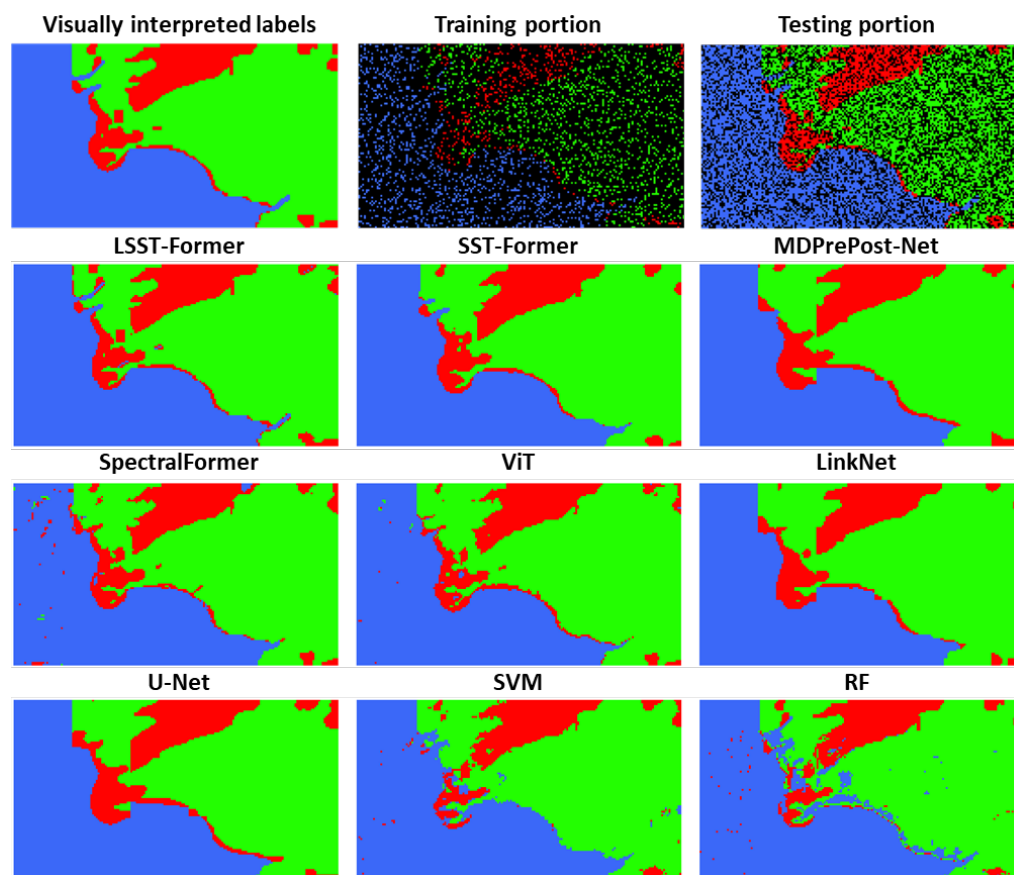 Visually interpreted labels
Training portion
Testing portion
LSST-Former
SST-Former
MDPrePost-Net
SpectralFormer
ViT
LinkNet
U-Net
SVM
RF